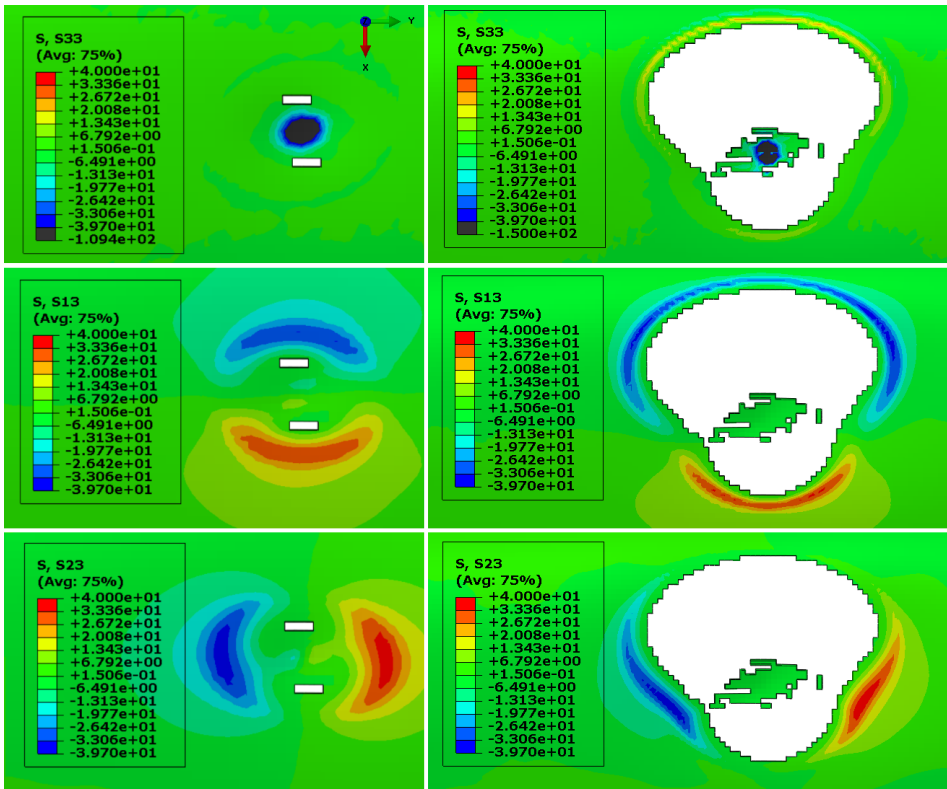 S, S33
(Avg: 75%)
+4.000e+01
+3.336e+01
+2.672e+01
+2.008e+01
+1.343e+01
+6.792e+00
+1.506e-01
-6.491e+00
-1.313e+01
-1.977e+01
-2.642e+01
-3.306e+01
-3.970e+01
-1.094e+02
Z
Y
X
S, S33
(Avg: 75%)
+4.000e+01
+3.336e+01
+2.672e+01
+2.008e+01
+1.343e+01
+6.792e+00
+1.506e-01
-6.491e+00
-1.313e+01
-1.977e+01
-2.642e+01
-3.306e+01
-3.970e+01
-1.500e+02
S, S13
(Avg: 75%)
+4.000e+01
+3.336e+01
+2.672e+01
+2.008e+01
+1.343e+01
+6.792e+00
+1.506e-01
-6.491e+00
-1.313e+01
-1.977e+01
-2.642e+01
-3.306e+01
-3.970e+01
S, S13
(Avg: 75%)
+4.000e+01
+3.336e+01
+2.672e+01
+2.008e+01
+1.343e+01
+6.792e+00
+1.506e-01
-6.491e+00
-1.313e+01
-1.977e+01
-2.642e+01
-3.306e+01
-3.970e+01
S, S23
(Avg: 75%)
+4.000e+01
+3.336e+01
+2.672e+01
+2.008e+01
+1.343e+01
+6.792e+00
+1.506e-01
-6.491e+00
-1.313e+01
-1.977e+01
-2.642e+01
-3.306e+01
-3.970e+01
S, S23
(Avg: 75%)
+4.000e+01
+3.336e+01
+2.672e+01
+2.008e+01
+1.343e+01
+6.792e+00
+1.506e-01
-6.491e+00
-1.313e+01
-1.977e+01
-2.642e+01
-3.306e+01
-3.970e+01